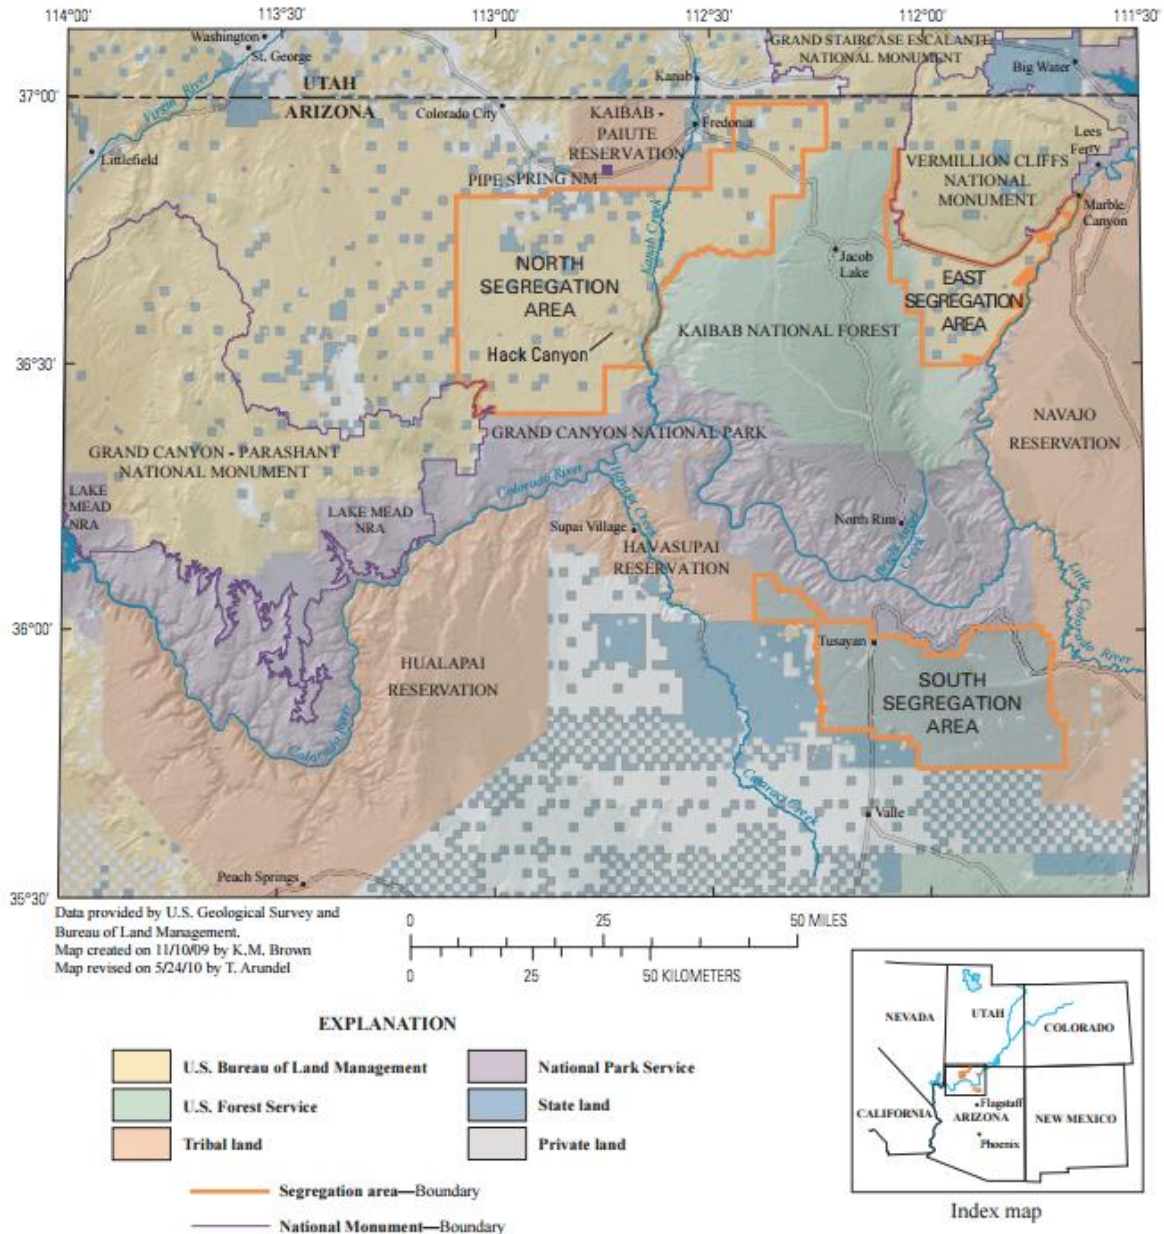 114°00'
113°30'
113°00'
112°30'
112°00'
111°30'
Washington
St. George
GRAND STAIRCASE ESCALANTE
NATIONAL MONUMENT
Big Water
Kanab
UTAH
37°00'
ARIZONA
Virgin River
Colorado City
Fredonia
KAIBAB -
PAIUTE
RESERVATION
Lees
Ferry
Littlefield
VERMILLION CLIFFS
NATIONAL
MONUMENT
PIPE SPRING NM
Marble
Canyon
Kanab Creek
Jacob
Lake
NORTH
SEGREGATION
AREA
EAST
SEGREGATION
AREA
KAIBAB NATIONAL FOREST
Hack Canyon
36°30'
NAVAJO
RESERVATION
GRAND CANYON NATIONAL PARK
GRAND CANYON - PARASHANT
NATIONAL MONUMENT
Colorado River
LAKE
MEAD
NRA
LAKE MEAD
NRA
Havasu Creek
Supai Village
North Rim
HAVASUPAI
RESERVATION
Bright Angel
Creek
Little Colorado River
36°00'
Tusayan
HUALAPAI
RESERVATION
SOUTH
SEGREGATION
AREA
Colorado River
Cataract Creek
Valle
Peach Springs
35°30'
Data provided by U.S. Geological Survey and
Bureau of Land Management.
Map created on 11/10/09 by K.M. Brown
Map revised on 5/24/10 by T. Arundel
0 25 50 MILES
0 25 50 KILOMETERS
EXPLANATION
U.S. Bureau of Land Management
U.S. Forest Service
Tribal land
National Park Service
State land
Private land
Segregation area—Boundary
National Monument—Boundary
NEVADA
UTAH
COLORADO
CALIFORNIA
Flagstaff
ARIZONA
NEW MEXICO
Phoenix
Index map